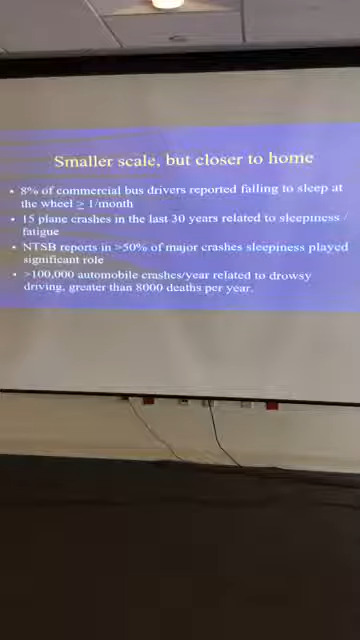 Smaller scale, but closer to home
• 8% of commercial bus drivers reported falling to sleep at
the wheel ≥ 1/month
• 15 plane crashes in the last 30 years related to sleepiness /
fatigue
• NTSB reports in >50% of major crashes sleepiness played
significant role
• >100,000 automobile crashes/year related to drowsy
driving, greater than 8000 deaths per year.